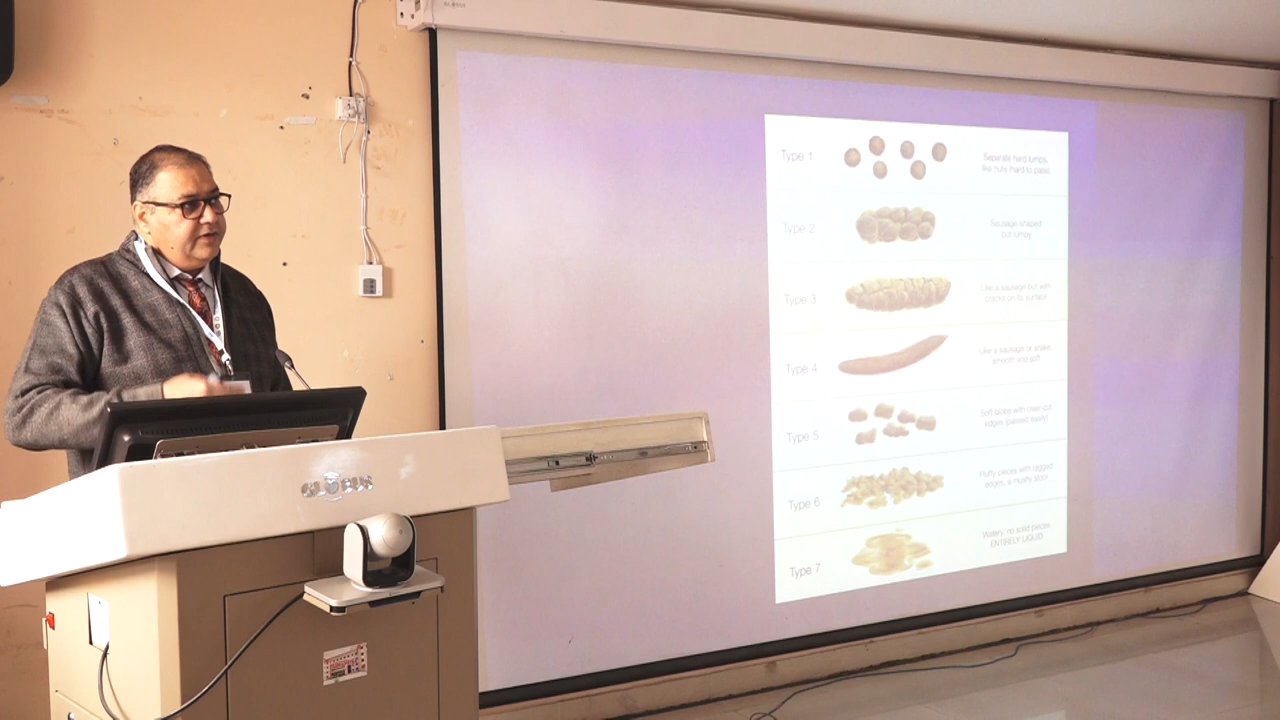 GLOBUS
Type 1
Separate hard lumps,
like nuts (hard to pass)
Type 2
Sausage shaped
but lumpy
Type 3
Like a sausage but with
cracks on its surface
Type 4
Like a sausage or snake,
smooth and soft
Type 5
Soft blobs with clear-cut
edges (passed easily)
Type 6
Fluffy pieces with ragged
edges, a mushy stool
Type 7
Watery, no solid pieces
ENTIRELY LIQUID
GLOBUS